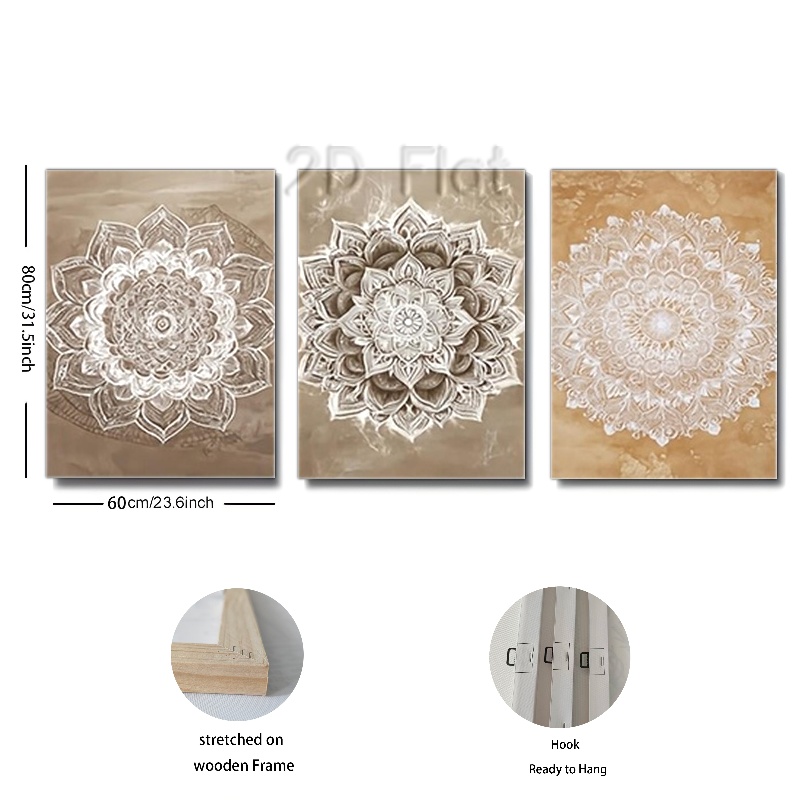 2D Flat
80cm/31.5inch
60cm/23.6inch
stretched on
wooden Frame
Hook
Ready to Hang